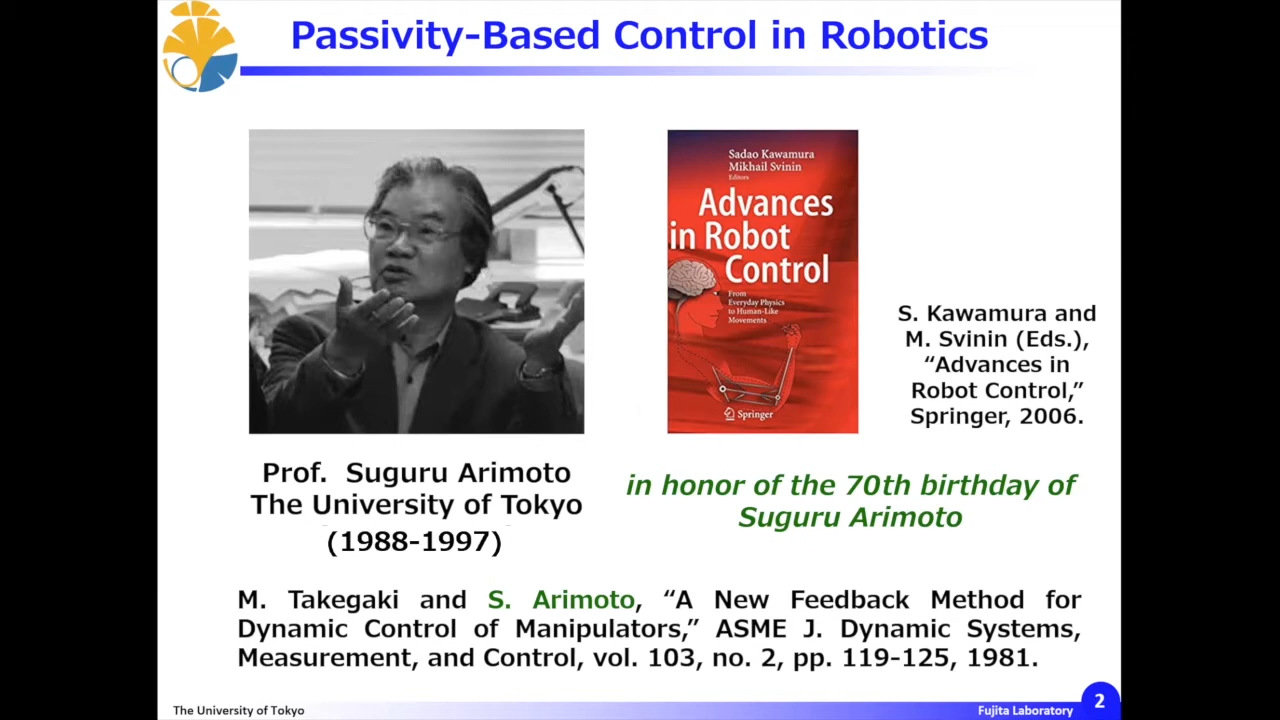 Passivity-Based Control in Robotics
Sadao Kawamura
Mikhail Svinin
Editors
Advances
in Robot
Control
From
Everyday Physics
to Human-Like
Movements
Springer
S. Kawamura and
M. Svinin (Eds.),
“Advances in
Robot Control,”
Springer, 2006.
Prof. Suguru Arimoto
The University of Tokyo
(1988-1997)
in honor of the 70th birthday of
Suguru Arimoto
M. Takegaki and S. Arimoto, “A New Feedback Method for
Dynamic Control of Manipulators,” ASME J. Dynamic Systems,
Measurement, and Control, vol. 103, no. 2, pp. 119-125, 1981.
The University of Tokyo
Fujita Laboratory
2